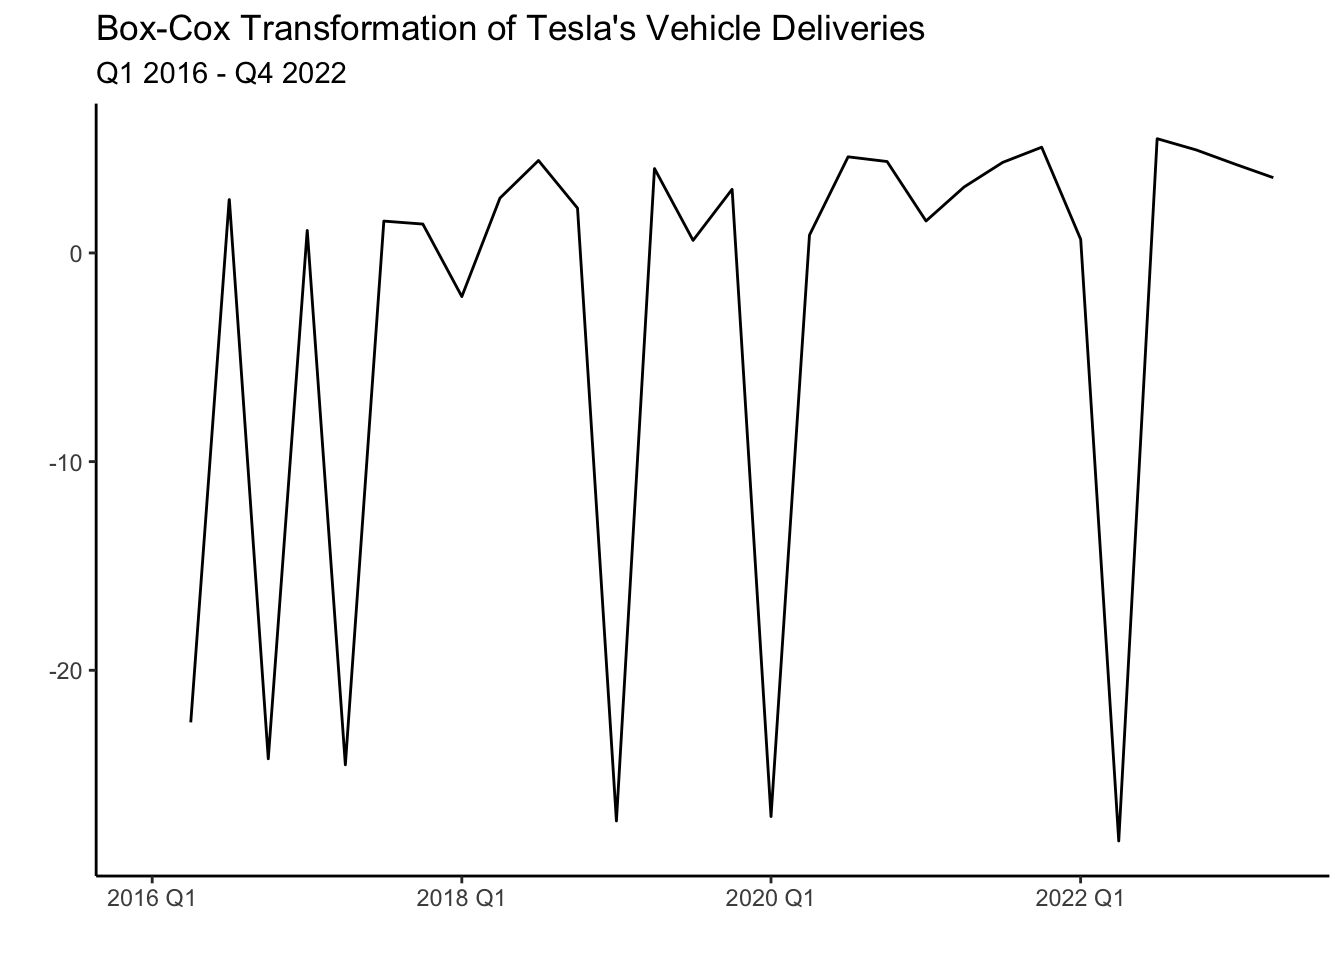 Box-Cox Transformation of Tesla's Vehicle Deliveries
Q1 2016 - Q4 2022
0
-10
-20
2016 Q1 2018 Q1 2020 Q1 2022 Q1